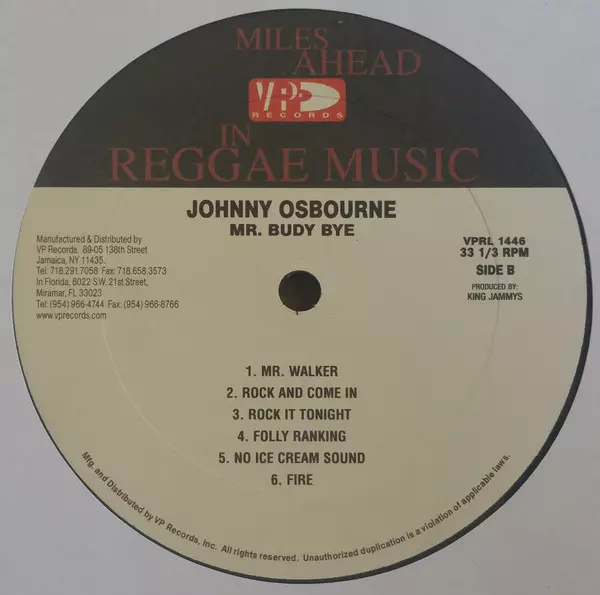 MILES
AHEAD
VP
RECORDS
IN
REGGAE MUSIC
JOHNNY OSBOURNE
MR. BUDY BYE
Manufactured & Distributed by
VP Records. 89-05 138th Street
Jamaica, NY 11435.
Tel: 718.291.7058 Fax: 718.658.3573
In Florida, 6022 S.W. 21st Street,
Miramar, FL 33023
Tel: (954) 966-4744 Fax: (954) 966-8766
www.vprecords.com
VPRL 1446
33 1/3 RPM
SIDE B
PRODUCED BY:
KING JAMMYS
1. MR. WALKER
2. ROCK AND COME IN
3. ROCK IT TONIGHT
4. FOLLY RANKING
5. NO ICE CREAM SOUND
6. FIRE
Mfg. and Distributed by VP Records, Inc. All rights reserved. Unauthorized duplication is a violation of applicable laws.